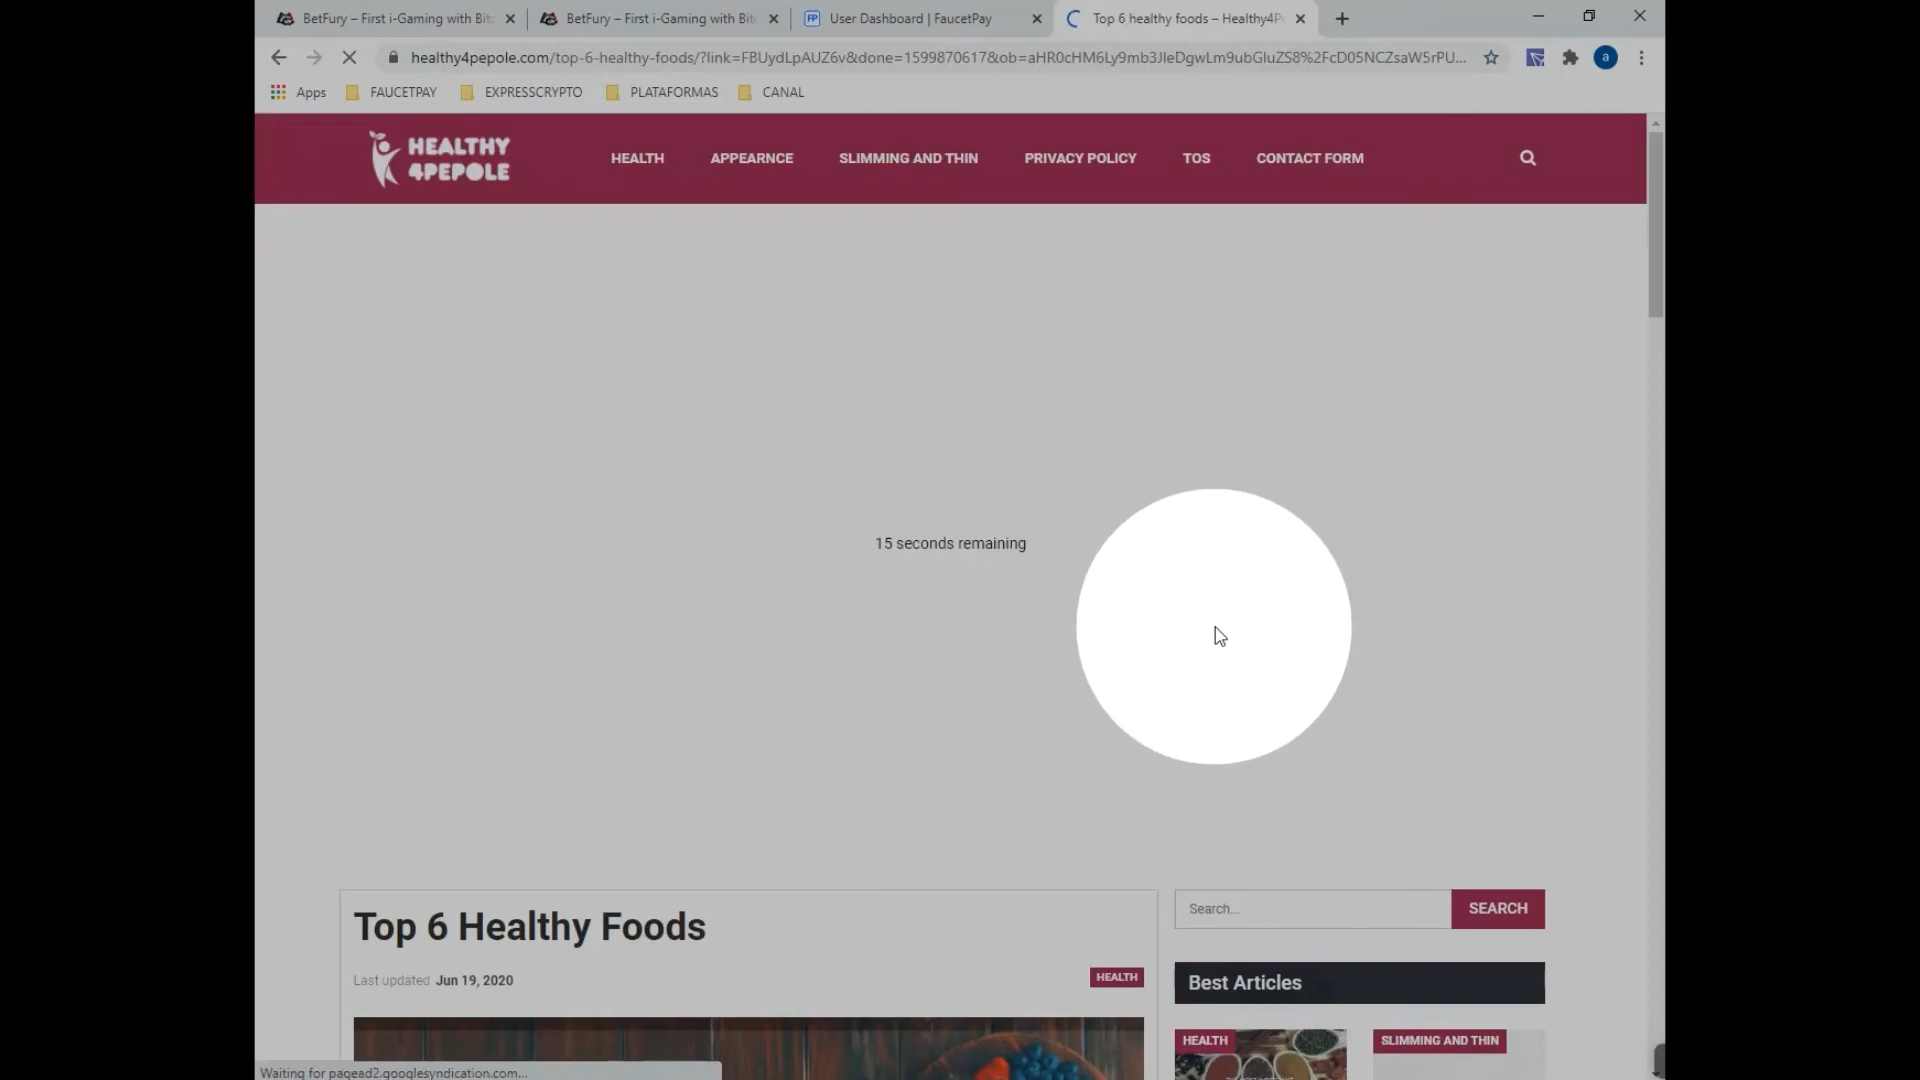 BetFury – First i-Gaming with Bitc
BetFury – First i-Gaming with Bit
FP User Dashboard | FaucetPay
Top 6 healthy foods – Healthy4P
healthy4pepole.com/top-6-healthy-foods/?link=FBUydLpAUZ6v&done=1599870617&ob=aHR0cHM6Ly9mb3JleDgwLm9ubGluZS8%2FcD05NCZsaW5rPU...
a
Apps FAUCETPAY EXPRESSCRYPTO PLATAFORMAS CANAL
HEALTHY
4PEPOLE
HEALTH APPEARNCE SLIMMING AND THIN PRIVACY POLICY TOS CONTACT FORM
15 seconds remaining
Top 6 Healthy Foods
Last updated Jun 19, 2020
HEALTH
Search...
SEARCH
Best Articles
HEALTH
SLIMMING AND THIN
Waiting for pagead2.googlesyndication.com...